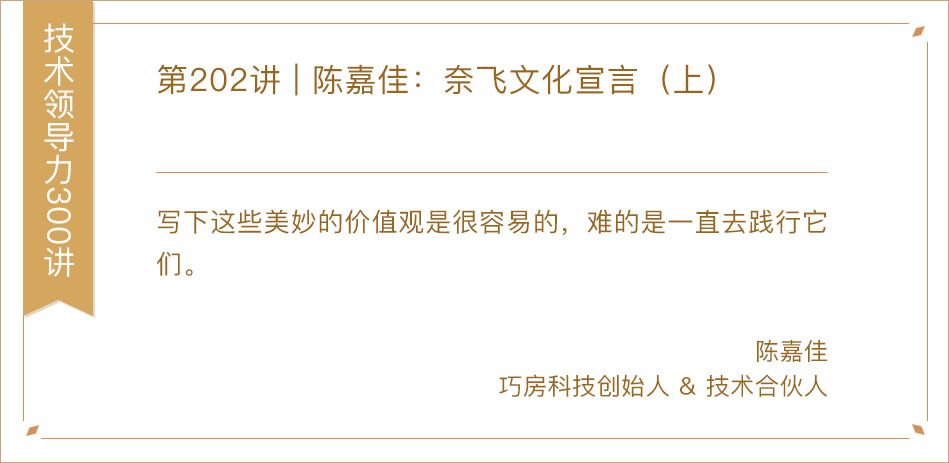 技术领导力300讲
第202讲 | 陈嘉佳：奈飞文化宣言（上）
写下这些美妙的价值观是很容易的，难的是一直去践行它
们。
陈嘉佳
巧房科技创始人 & 技术合伙人